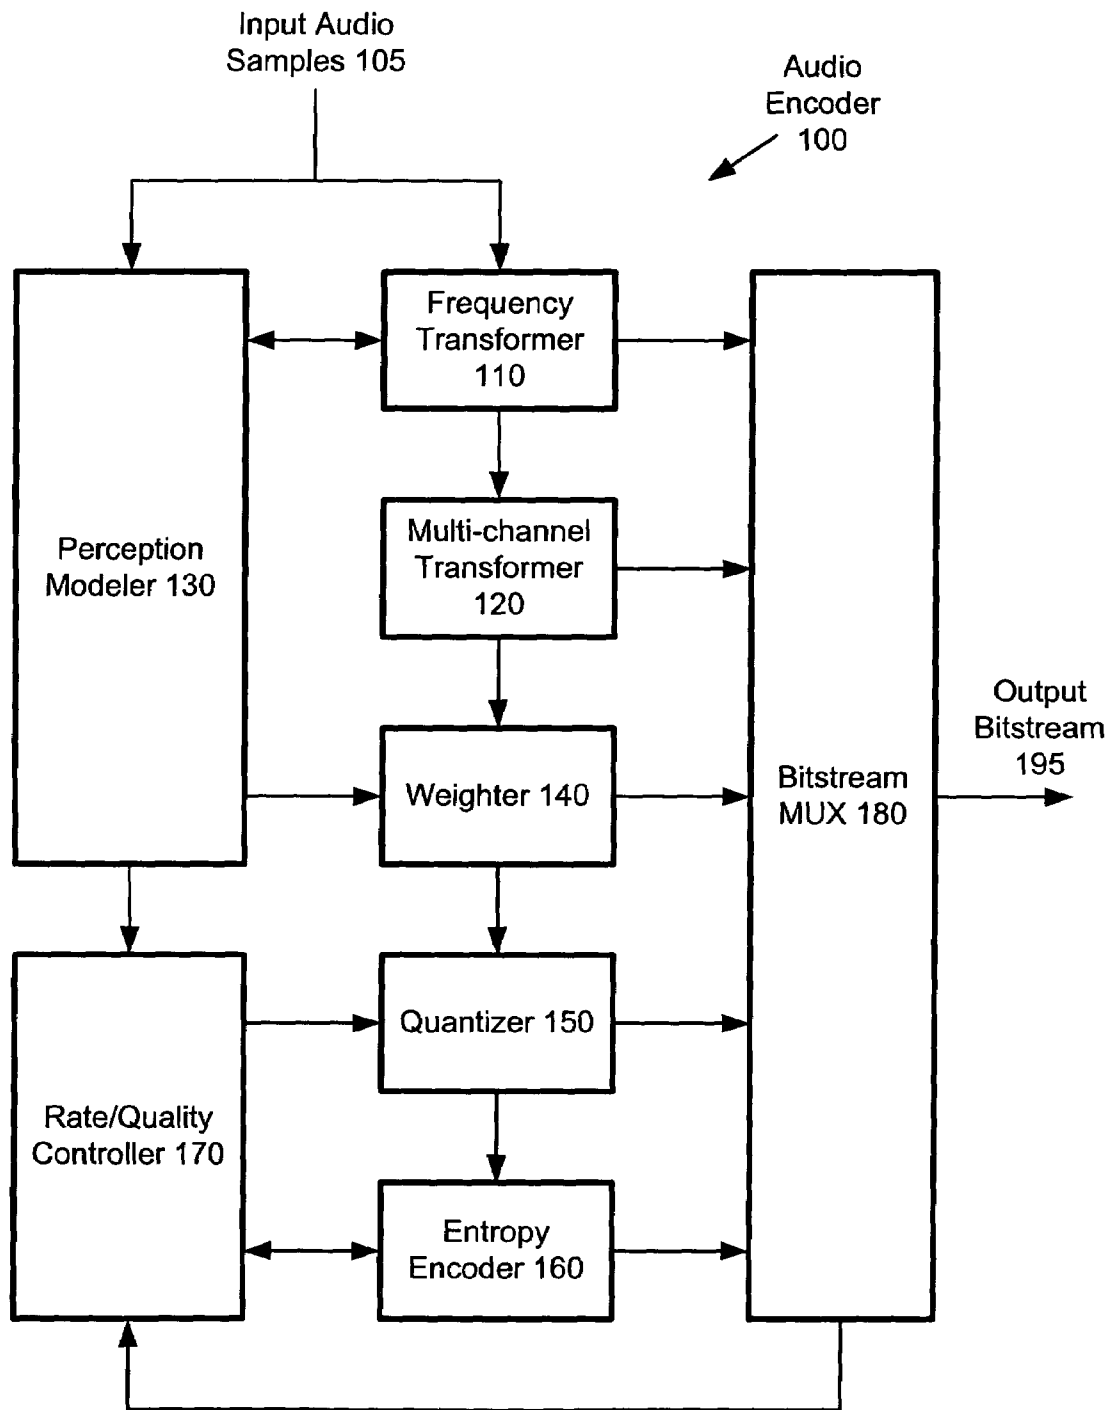 Input Audio
Samples 105
Audio
Encoder
100
Frequency
Transformer
110
Multi-channel
Transformer
120
Perception
Modeler 130
Weighter 140
Bitstream
MUX 180
Output
Bitstream
195
Quantizer 150
Rate/Quality
Controller 170
Entropy
Encoder 160